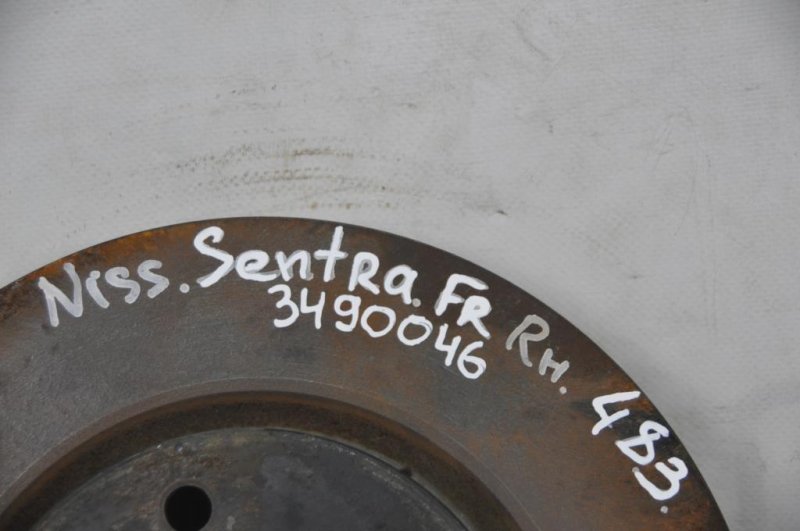 Niss. Sentra. FR RH. 483.
3490046